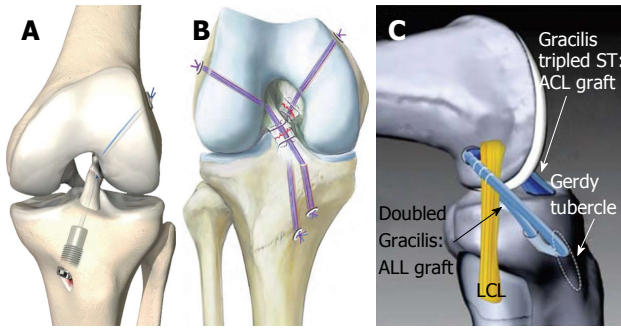 A
B
C
Gracilis
tripled ST:
ACL graft
Gerdy
tubercle
Doubled
Gracilis:
ALL graft
LCL